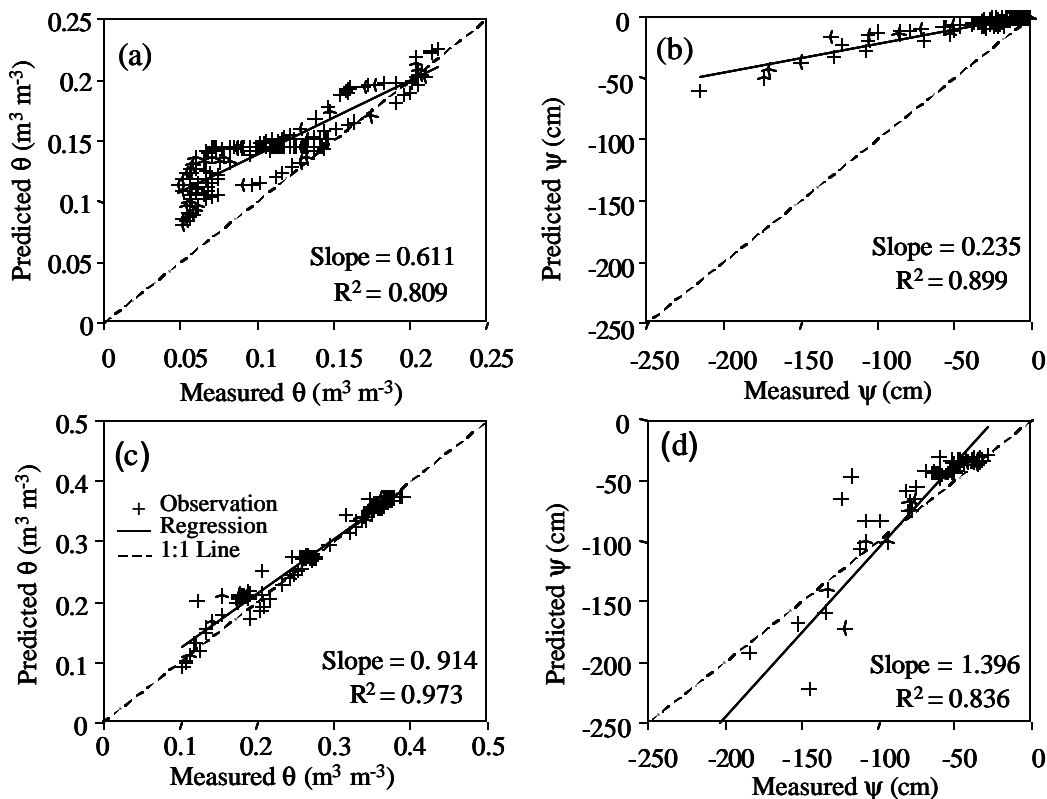 (a)
0.25
0.2
0.15
0.1
0.05
0
Predicted θ (m³ m⁻³)
Slope = 0.611
R² = 0.809
0 0.05 0.1 0.15 0.2 0.25
Measured θ (m³ m⁻³)
(b)
0
-50
-100
-150
-200
-250
Predicted ψ (cm)
Slope = 0.235
R² = 0.899
-250 -200 -150 -100 -50 0
Measured ψ (cm)
(c)
0.5
0.4
0.3
0.2
0.1
0
Predicted θ (m³ m⁻³)
Observation
Regression
1:1 Line
Slope = 0. 914
R² = 0.973
0 0.1 0.2 0.3 0.4 0.5
Measured θ (m³ m⁻³)
(d)
0
-50
-100
-150
-200
-250
Predicted ψ (cm)
Slope = 1.396
R² = 0.836
-250 -200 -150 -100 -50 0
Measured ψ (cm)